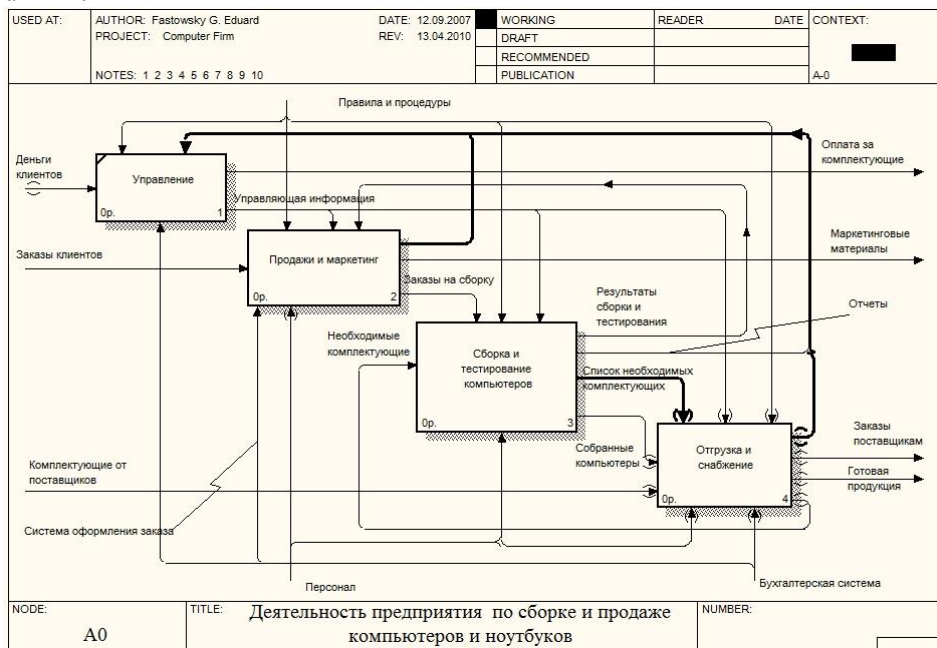 USED AT:
AUTHOR: Fastowsky G. Eduard
DATE: 12.09.2007
WORKING
READER
DATE
CONTEXT:
PROJECT: Computer Firm
REV: 13.04.2010
DRAFT
RECOMMENDED
NOTES: 1 2 3 4 5 6 7 8 9 10
PUBLICATION
A-0
Правила и процедуры
Деньги
клиентов
Управление
0р.
1
Оплата за
комплектующие
Управляющая информация
Заказы клиентов
Продажи и маркетинг
0р.
2
Маркетинговые
материалы
Заказы на сборку
Результаты
сборки и
тестирования
Отчеты
Необходимые
комплектующие
Сборка и
тестирование
компьютеров
0р.
3
Список необходимых
комплектующих
Собранные
компьютеры
Отгрузка и
снабжение
0р.
4
Заказы
поставщикам
Готовая
продукция
Комплектующие от
поставщиков
Система оформления заказа
Персонал
Бухгалтерская система
NODE:
A0
TITLE:
Деятельность предприятия по сборке и продаже
компьютеров и ноутбуков
NUMBER: